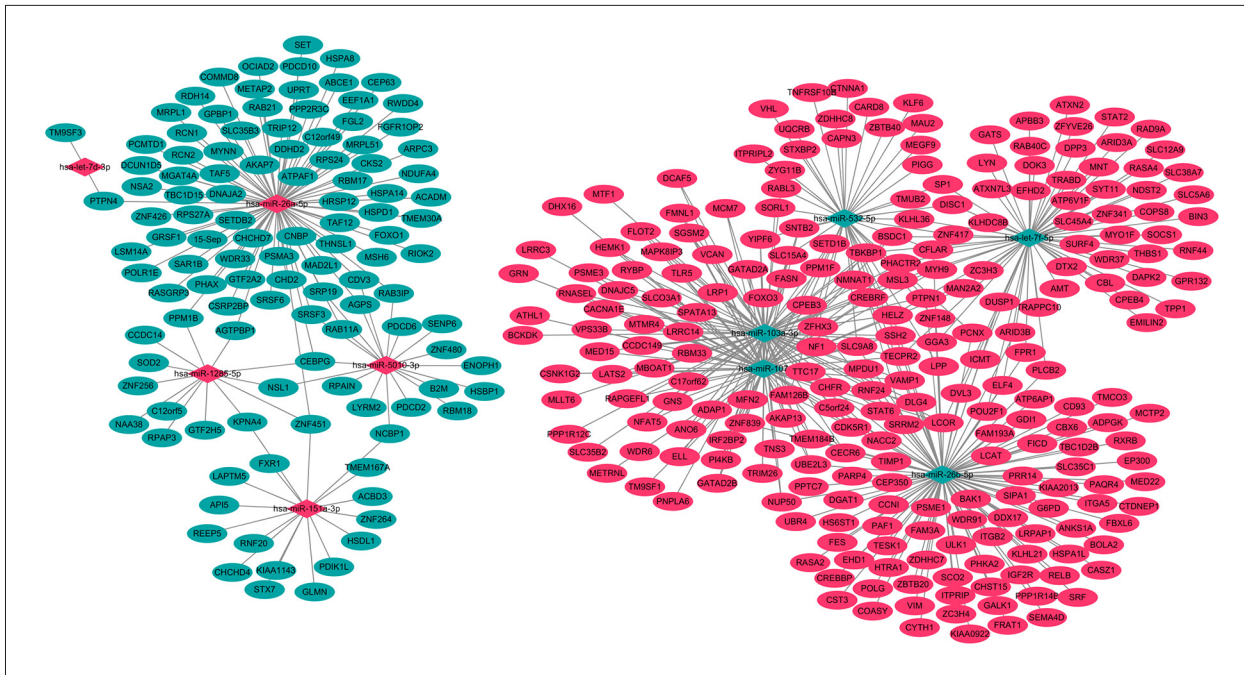 SET
OCIAD2
PDCD10
HSPA8
COMMD8
METAP2
UPRT
ABCE1
CEP63
RDH14
RAB21
PPP2R3C
EEF1A1
RWDD4
MRPL1
GPBP1
SLC35B3
TRIP12
C12orf49
FGL2
FGFR1OP2
TM9SF3
RCN1
MYNN
DDHD2
MRPL51
ARPC3
PCMTD1
RCN2
AKAP7
RPS24
CKS2
hsa-let-7d-3p
DCUN1D5
MGAT4A
TAF5
ATPAF1
RBM17
NDUFA4
NSA2
TBC1D15
DNAJA2
HRSP12
HSPA14
ACADM
PTPN4
hsa-miR-26a-5p
ZNF426
RPS27A
SETDB2
TAF12
HSPD1
TMEM30A
GRSF1
15-Sep
CHCHD7
CNBP
THNSL1
FOXO1
LSM14A
SAR1B
WDR33
PSMA3
MAD2L1
MSH6
RIOK2
POLR1E
PHAX
GTF2A2
CHD2
CDV3
RASGRP3
CSRP2BP
SRSF6
SRP19
AGPS
RAB3IP
PPM1B
SRSF3
RAB11A
CCDC14
AGTPBP1
PDCD6
SENP6
SOD2
CEBPG
ZNF480
hsa-miR-1285-5p
hsa-miR-5010-3p
ENOPH1
ZNF256
NSL1
RPAIN
B2M
HSBP1
C12orf5
LYRM2
PDCD2
RBM18
NAA38
KPNA4
ZNF451
RPAP3
GTF2H5
NCBP1
FXR1
TMEM167A
LAPTM5
ACBD3
API5
hsa-miR-151a-3p
ZNF264
REEP5
RNF20
HSDL1
CHCHD4
KIAA1143
PDIK1L
STX7
GLMN
TNFRSF10B
CTNNA1
VHL
ZDHHC8
CARD8
KLF6
UQCRB
CAPN3
ZBTB40
MAU2
ITPRIPL2
STXBP2
MEGF9
ZYG11B
PIGG
RABL3
SORL1
SP1
TMUB2
DISC1
hsa-miR-532-5p
KLHL36
SNTB2
BSDC1
ZNF417
YIPF6
SETD1B
TBKBP1
CFLAR
SLC15A4
GATAD2A
PPM1F
PHACTR2
MYH9
FASN
NMNAT1
MSL3
ZC3H3
FOXO3
CREBRF
MAN2A2
CPEB3
PTPN1
DUSP1
ZFHX3
HELZ
ZNF148
NF1
SLC9A8
SSH2
GGA3
PCNX
ARID3B
TRAPPC10
TECPR2
LPP
ICMT
FPR1
PLCB2
ATXN2
APBB3
ZFYVE26
STAT2
GATS
RAB40C
ARID3A
RAD9A
LYN
DOK3
DPP3
MNT
SLC12A9
ATXN7L3
EFHD2
TRABD
RASA4
SLC38A7
SYT11
NDST2
SLC5A6
ATP6V1F
KLHDC8B
SLC45A4
ZNF341
COPS8
BIN3
hsa-let-7f-5p
MYO1F
SOCS1
SURF4
WDR37
THBS1
RNF44
DTX2
DAPK2
GPR132
AMT
CBL
CPEB4
TPP1
EMILIN2
DCAF5
MTF1
DHX16
FMNL1
MCM7
FLOT2
SGSM2
LRRC3
HEMK1
MAPK8IP3
VCAN
GRN
PSME3
RYBP
TLR5
RNASEL
DNAJC5
SLCO3A1
LRP1
CACNA1E
SPATA13
ATHL1
VPS33B
MTMR4
LRRC14
hsa-miR-103a-3p
BCKDK
MED15
CCDC149
RBM33
CSNK1G2
LATS2
MBOAT1
hsa-miR-107
TTC17
MPDU1
MLLT6
RAPGEFL1
C17orf62
FAM126B
CHFR
RNF24
VAMP1
GNS
MFN2
C5orf24
DLG4
DVL3
ELF4
PPP1R12C
NFAT5
ADAP1
ZNF839
AKAP13
CDK5R1
STAT6
SRRM2
LCOR
POU2F1
ATP6AP1
SLC35B2
WDR6
ANO6
IRF2BP2
TMEM184B
NACC2
FAM193A
GDI1
CD93
TMCO3
METRNL
ELL
PI4KB
TNS3
CECR6
CBX6
ADPGK
MCTP2
TM9SF1
GATAD2B
UBE2L3
TIMP1
LCAT
FICD
TBC1D2B
RXRB
PNPLA6
TRIM26
PPTC7
PARP4
CEP350
hsa-miR-26b-5p
PRR14
SLC35C1
EP300
NUP50
DGAT1
CCNI
BAK1
SIPA1
KIAA2013
PAQR4
MED22
UBR4
HS6ST1
PSME1
G6PD
ITGA5
CTDNEP1
FES
PAF1
WDR91
DDX17
ANKS1A
FBXL6
FAM3A
ITGB2
LRPAP1
BOLA2
RASA2
EHD1
TESK1
ULK1
KLHL21
HSPA1L
CREBBP
HTRA1
ZDHHC7
PHKA2
CASZ1
CST3
POLG
ZBTB20
SCO2
IGF2R
RELB
COASY
VIM
ITPRIP
CHST15
PPP1R14B
SRF
ZC3H4
GALK1
SEMA4D
CYTH1
KIAA0922
FRAT1